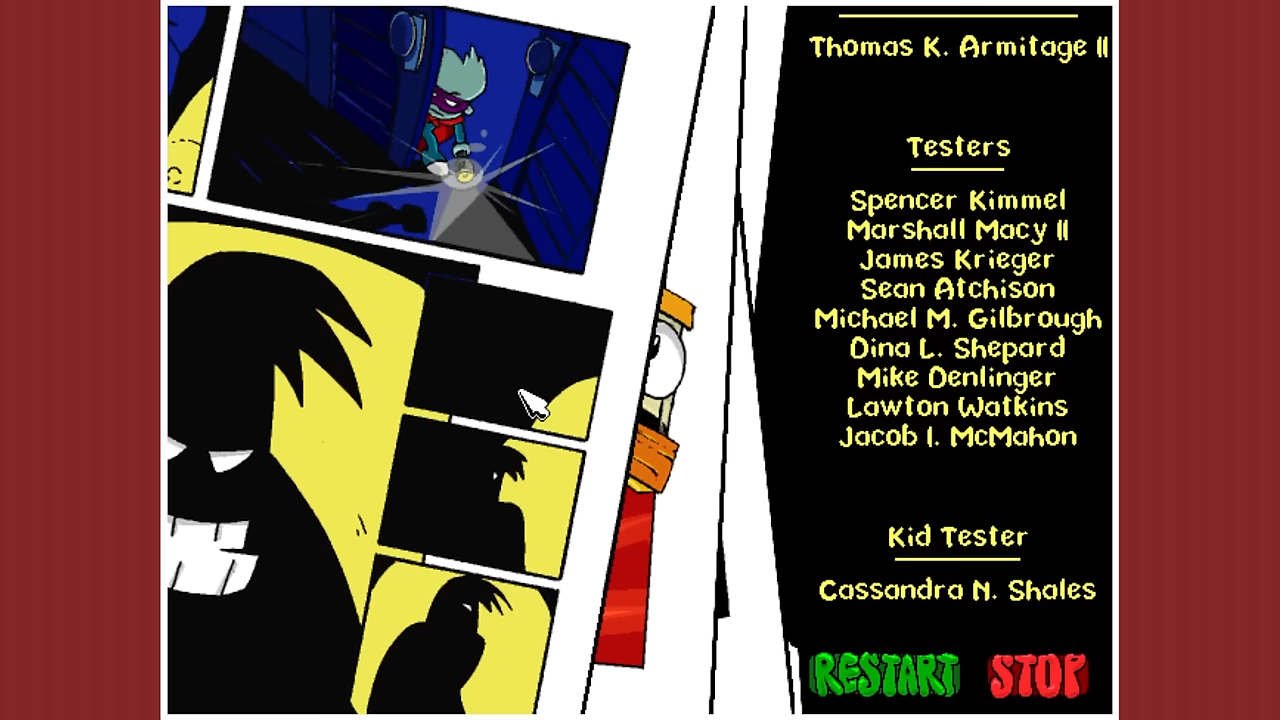 Thomas K. Armitage II
Testers
Spencer Kimmel
Marshall Macy II
James Krieger
Sean Atchison
Michael M. Gilbrough
Dina L. Shepard
Mike Denlinger
Lawton Watkins
Jacob I. McMahon
Kid Tester
Cassandra N. Shales
RESTART STOP